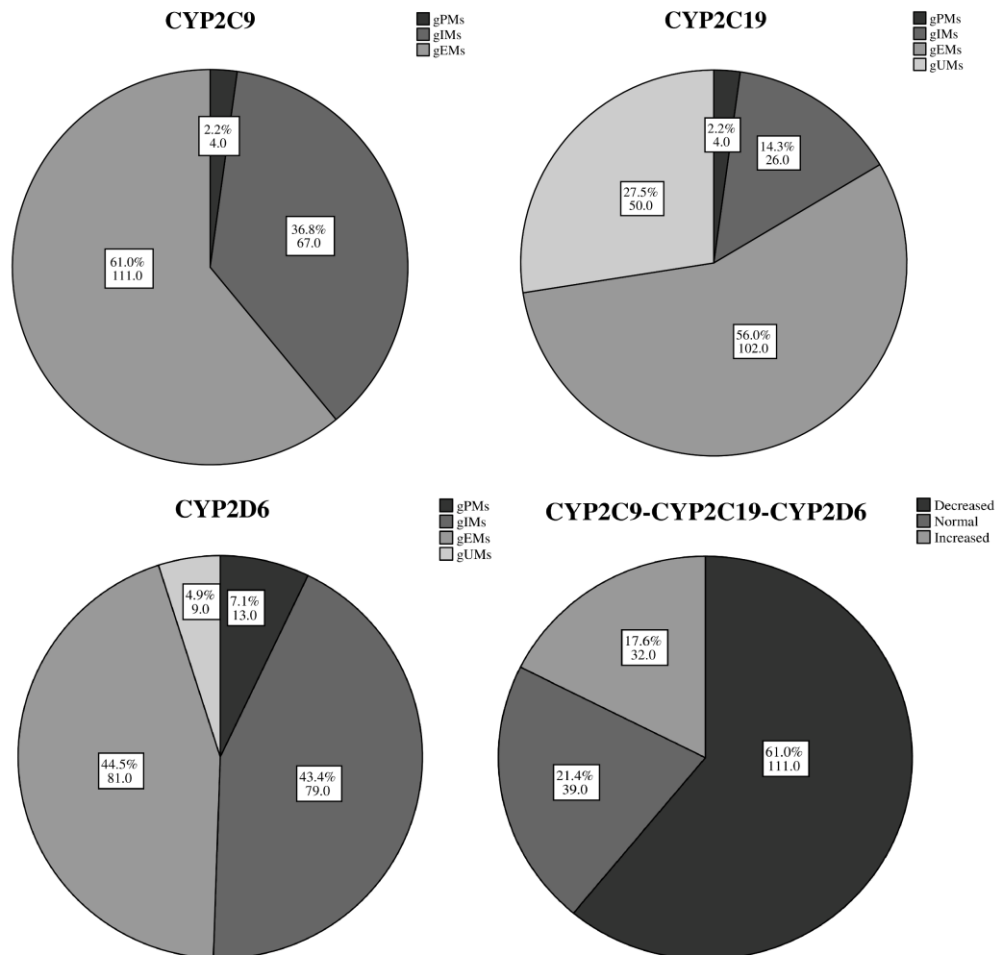 CYP2C9
gPMs
gIMs
gEMs
2.2%
4.0
36.8%
67.0
61.0%
111.0
CYP2C19
gPMs
gIMs
gEMs
gUMs
2.2%
4.0
14.3%
26.0
27.5%
50.0
56.0%
102.0
CYP2D6
gPMs
gIMs
gEMs
gUMs
4.9%
9.0
7.1%
13.0
44.5%
81.0
43.4%
79.0
CYP2C9-CYP2C19-CYP2D6
Decreased
Normal
Increased
17.6%
32.0
61.0%
111.0
21.4%
39.0